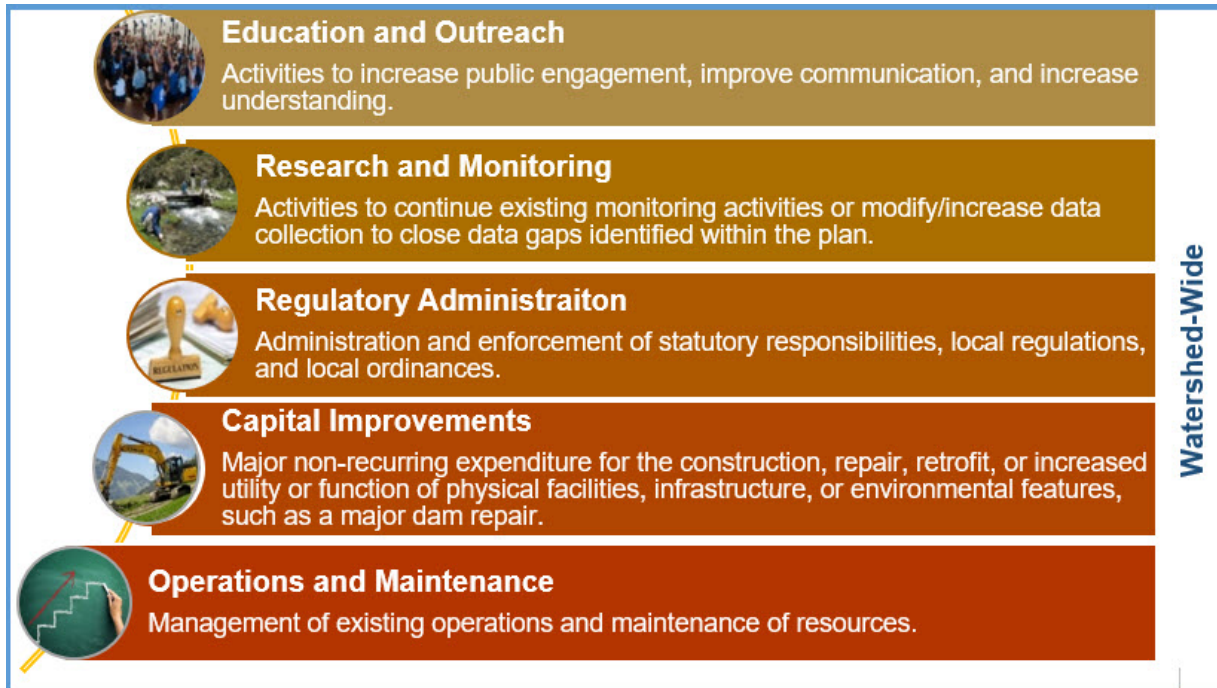 Education and Outreach
Activities to increase public engagement, improve communication, and increase
understanding.
Research and Monitoring
Activities to continue existing monitoring activities or modify/increase data
collection to close data gaps identified within the plan.
Regulatory Administraiton
Administration and enforcement of statutory responsibilities, local regulations,
and local ordinances.
REGULATION
Capital Improvements
Major non-recurring expenditure for the construction, repair, retrofit, or increased
utility or function of physical facilities, infrastructure, or environmental features,
such as a major dam repair.
Operations and Maintenance
Management of existing operations and maintenance of resources.
Watershed-Wide